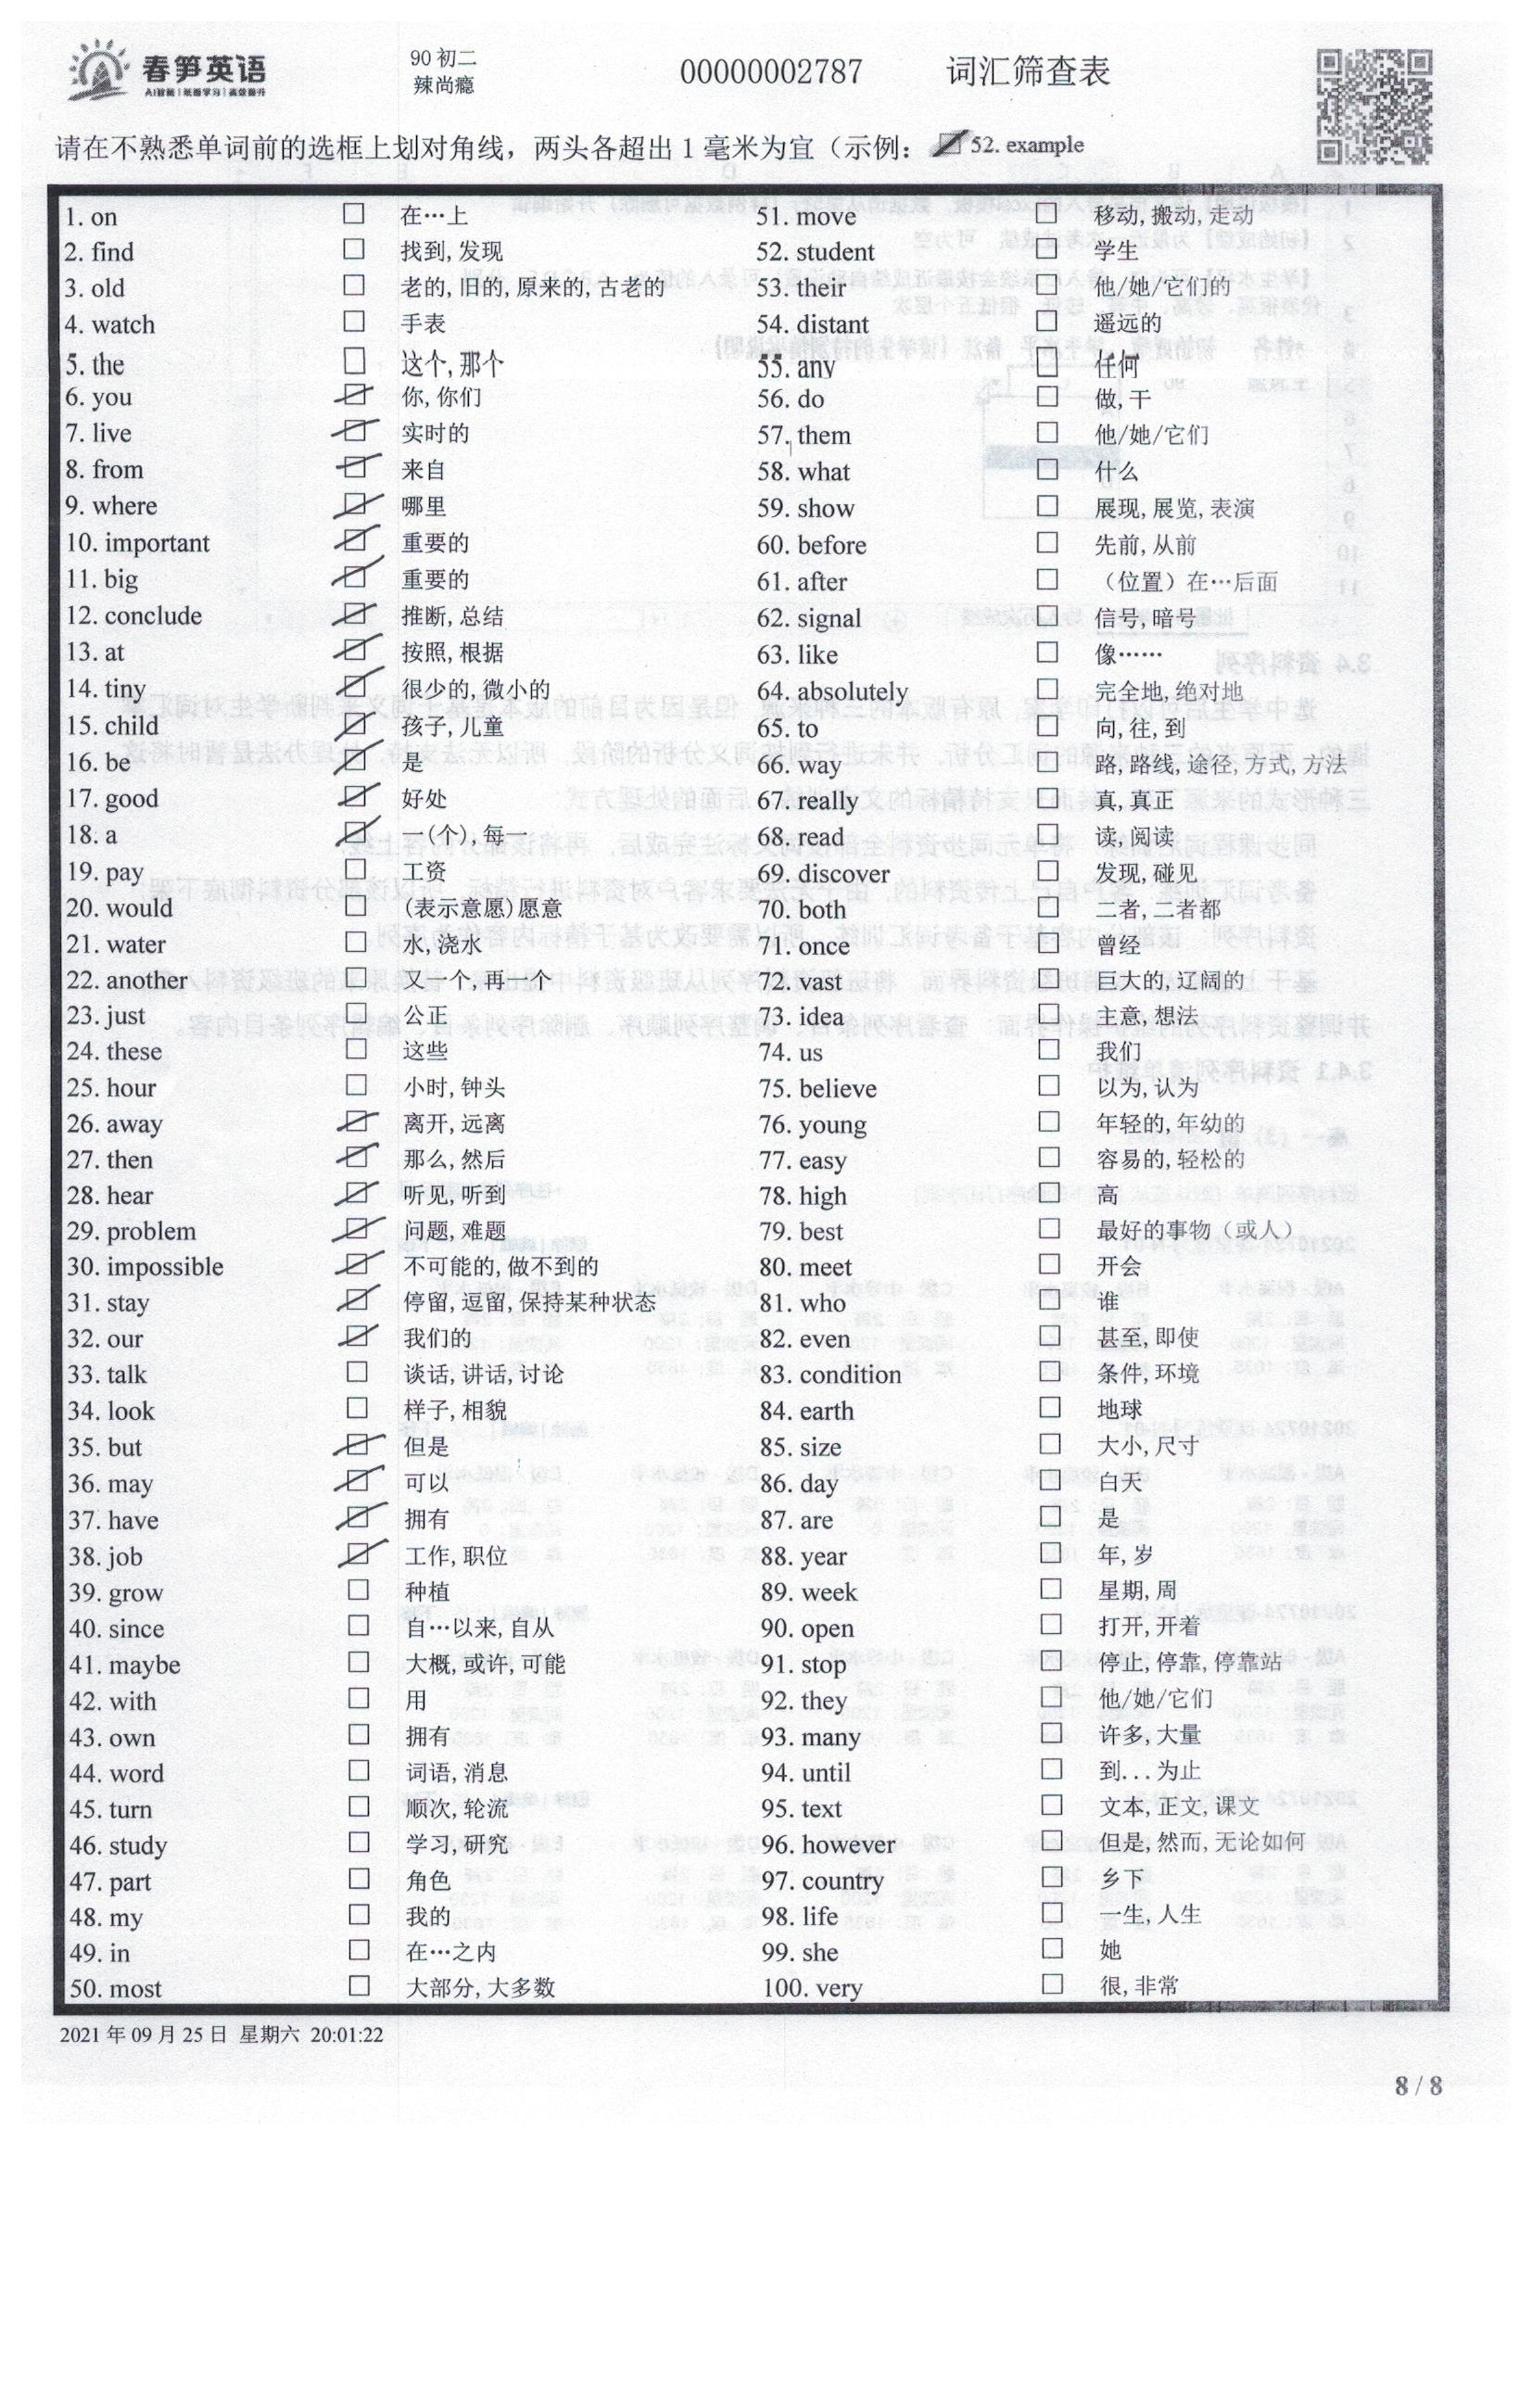 春笋英语
AI智能|纸笔学习|高效提升
90 初二
辣尚瘾
00000002787
词汇筛查表
请在不熟悉单词前的选框上划对角线，两头各超出 1 毫米为宜（示例： 52. example
1. on 在…上
2. find 找到, 发现
3. old 老的, 旧的, 原来的, 古老的
4. watch 手表
5. the 这个, 那个
6. you 你, 你们
7. live 实时的
8. from 来自
9. where 哪里
10. important 重要的
11. big 重要的
12. conclude 推断, 总结
13. at 按照, 根据
14. tiny 很少的, 微小的
15. child 孩子, 儿童
16. be 是
17. good 好处
18. a 一(个), 每一
19. pay 工资
20. would (表示意愿)愿意
21. water 水, 浇水
22. another 又一个, 再一个
23. just 公正
24. these 这些
25. hour 小时, 钟头
26. away 离开, 远离
27. then 那么, 然后
28. hear 听见, 听到
29. problem 问题, 难题
30. impossible 不可能的, 做不到的
31. stay 停留, 逗留, 保持某种状态
32. our 我们的
33. talk 谈话, 讲话, 讨论
34. look 样子, 相貌
35. but 但是
36. may 可以
37. have 拥有
38. job 工作, 职位
39. grow 种植
40. since 自…以来, 自从
41. maybe 大概, 或许, 可能
42. with 用
43. own 拥有
44. word 词语, 消息
45. turn 顺次, 轮流
46. study 学习, 研究
47. part 角色
48. my 我的
49. in 在…之内
50. most 大部分, 大多数
51. move 移动, 搬动, 走动
52. student 学生
53. their 他/她/它们的
54. distant 遥远的
55. any 任何
56. do 做, 干
57. them 他/她/它们
58. what 什么
59. show 展现, 展览, 表演
60. before 先前, 从前
61. after （位置）在…后面
62. signal 信号, 暗号
63. like 像……
64. absolutely 完全地, 绝对地
65. to 向, 往, 到
66. way 路, 路线, 途径, 方式, 方法
67. really 真, 真正
68. read 读, 阅读
69. discover 发现, 碰见
70. both 二者, 二者都
71. once 曾经
72. vast 巨大的, 辽阔的
73. idea 主意, 想法
74. us 我们
75. believe 以为, 认为
76. young 年轻的, 年幼的
77. easy 容易的, 轻松的
78. high 高
79. best 最好的事物（或人）
80. meet 开会
81. who 谁
82. even 甚至, 即使
83. condition 条件, 环境
84. earth 地球
85. size 大小, 尺寸
86. day 白天
87. are 是
88. year 年, 岁
89. week 星期, 周
90. open 打开, 开着
91. stop 停止, 停靠, 停靠站
92. they 他/她/它们
93. many 许多, 大量
94. until 到...为止
95. text 文本, 正文, 课文
96. however 但是, 然而, 无论如何
97. country 乡下
98. life 一生, 人生
99. she 她
100. very 很, 非常
2021 年 09 月 25 日 星期六 20:01:22
8 / 8